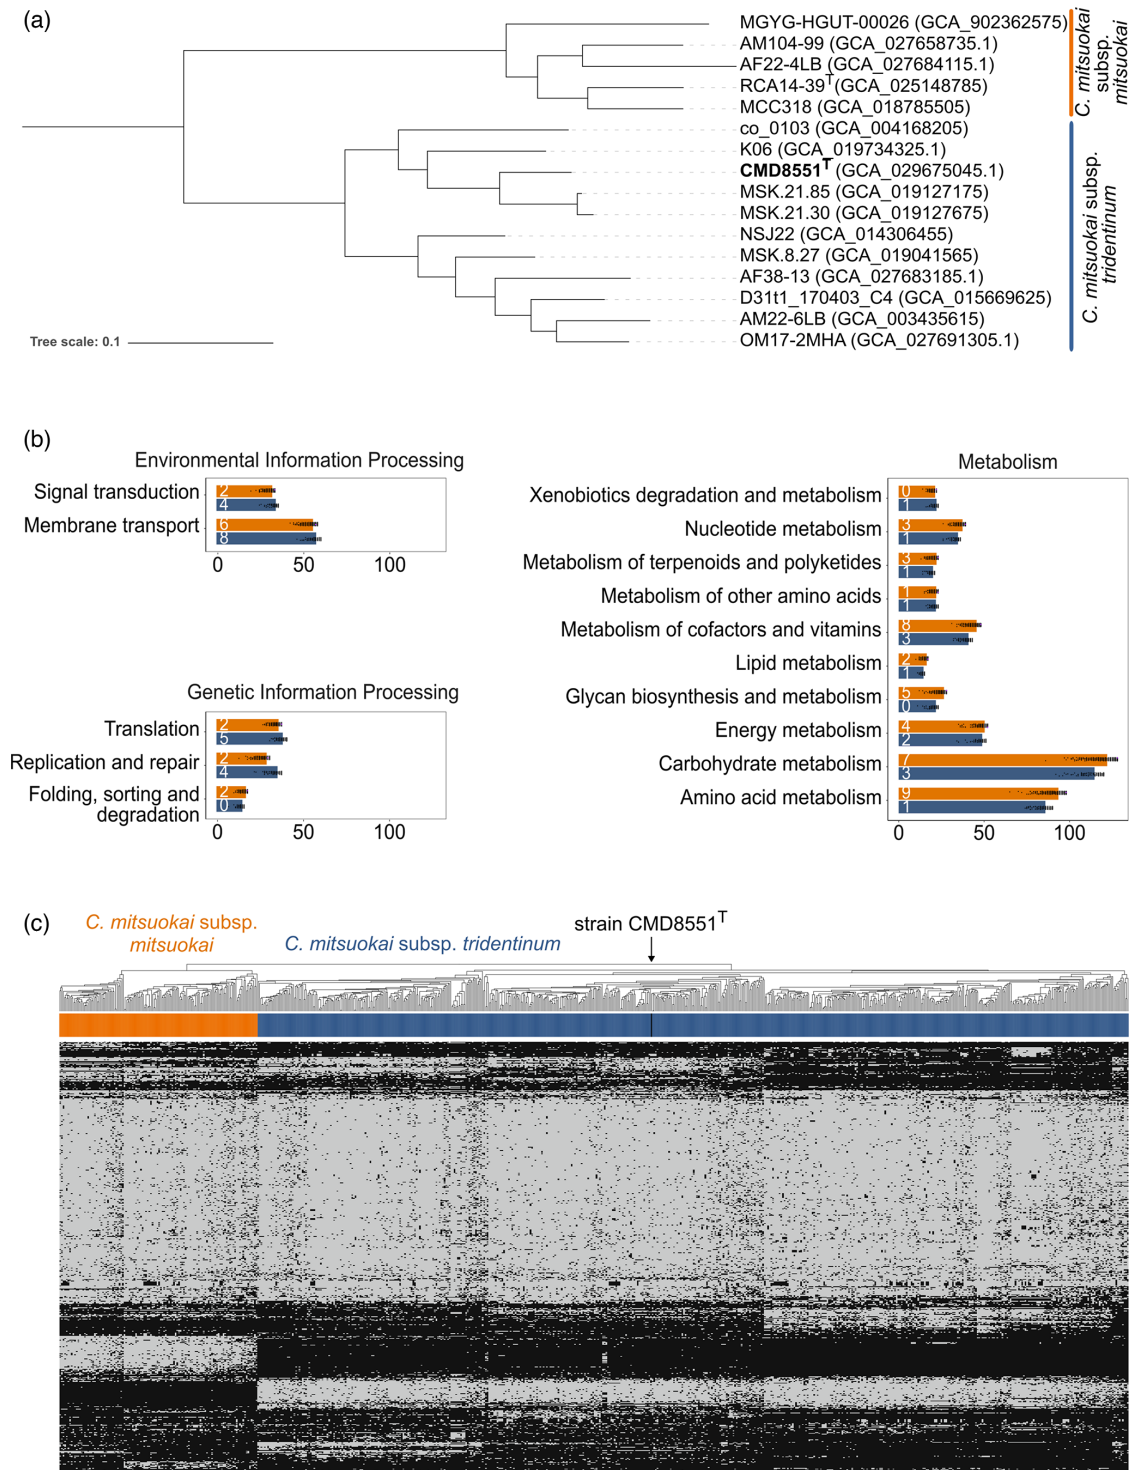 (a)
MGYG-HGUT-00026 (GCA_902362575)
AM104-99 (GCA_027658735.1)
AF22-4LB (GCA_027684115.1)
RCA14-39T(GCA_025148785)
MCC318 (GCA_018785505)
C. mitsuokai
subsp.
mitsuokai
co_0103 (GCA_004168205)
K06 (GCA_019734325.1)
CMD8551T (GCA_029675045.1)
MSK.21.85 (GCA_019127175)
MSK.21.30 (GCA_019127675)
NSJ22 (GCA_014306455)
MSK.8.27 (GCA_019041565)
AF38-13 (GCA_027683185.1)
D31t1_170403_C4 (GCA_015669625)
AM22-6LB (GCA_003435615)
OM17-2MHA (GCA_027691305.1)
C. mitsuokai subsp.
tridentinum
Tree scale: 0.1
(b)
Environmental Information Processing
Signal transduction
2
4
Membrane transport
6
8
0 50 100
Genetic Information Processing
Translation
2
5
Replication and repair
2
4
Folding, sorting and
degradation
2
0
0 50 100
Metabolism
Xenobiotics degradation and metabolism
0
1
Nucleotide metabolism
3
1
Metabolism of terpenoids and polyketides
3
1
Metabolism of other amino acids
1
1
Metabolism of cofactors and vitamins
8
3
Lipid metabolism
2
1
Glycan biosynthesis and metabolism
5
0
Energy metabolism
4
2
Carbohydrate metabolism
7
3
Amino acid metabolism
9
1
0 50 100
(c)
C. mitsuokai subsp.
mitsuokai
C. mitsuokai subsp. tridentinum
strain CMD8551T